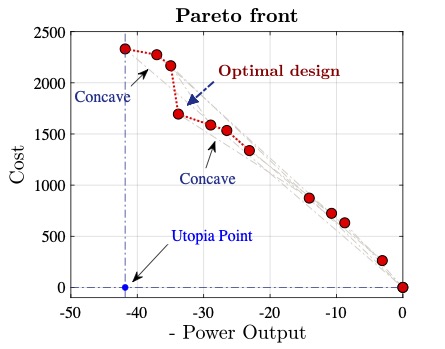 Pareto front
2500
2000
1500
1000
500
0
Cost
Optimal design
Concave
Concave
Utopia Point
-50
-40
-30
-20
-10
0
- Power Output